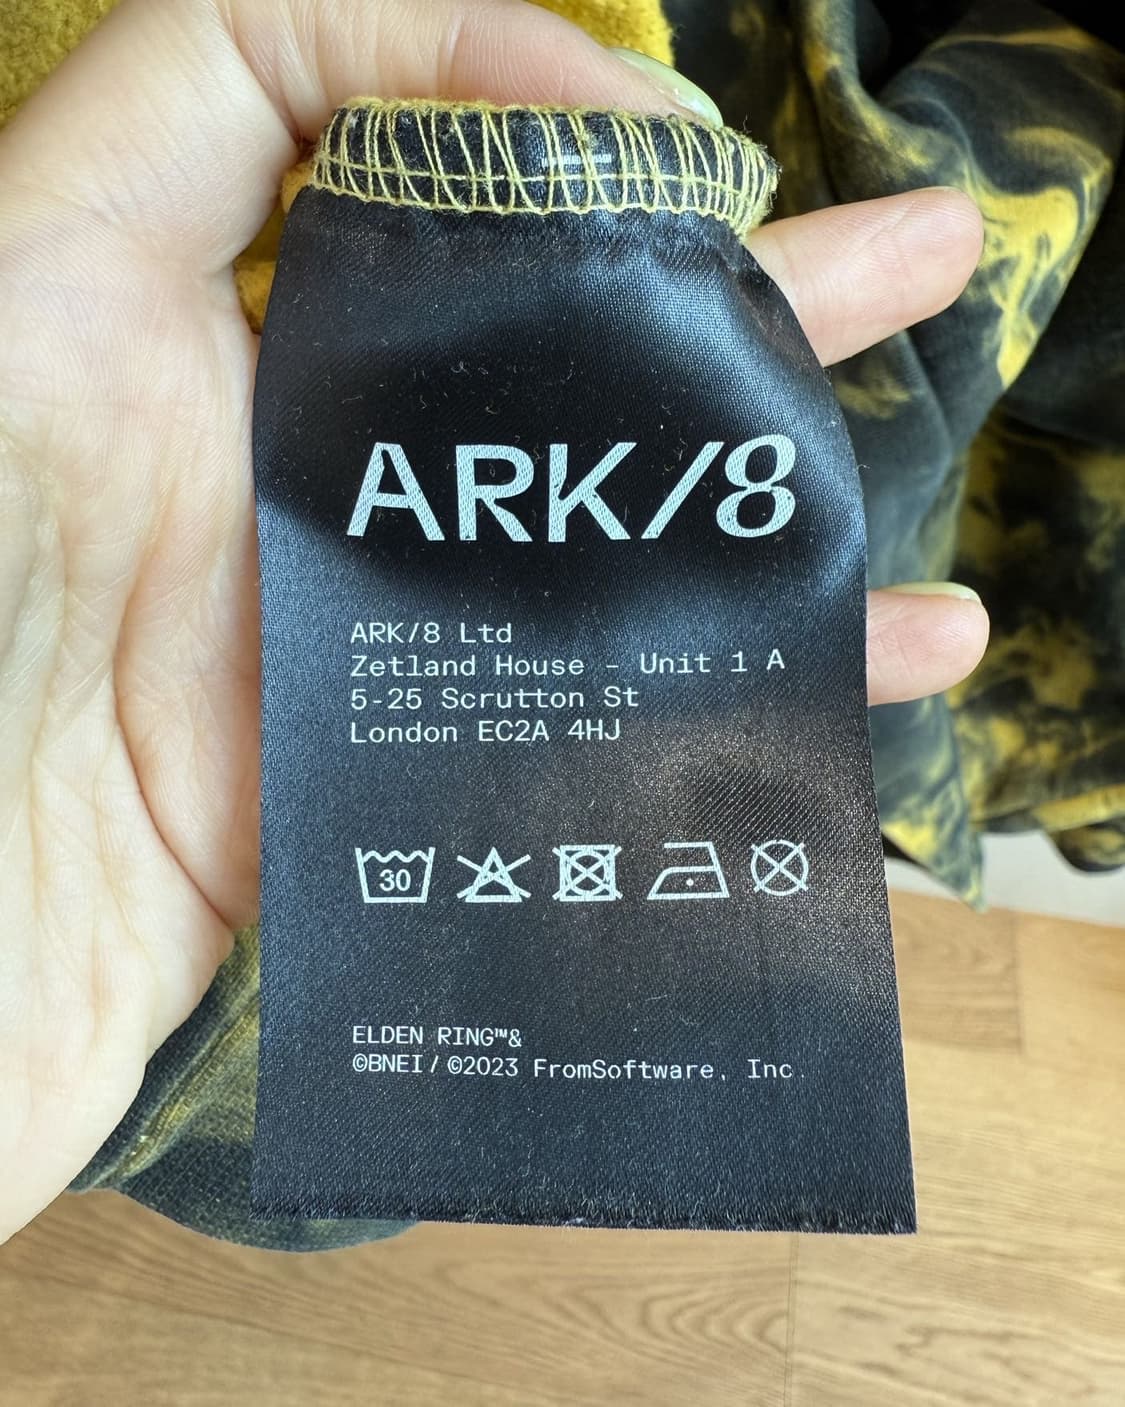 ARK/8
ARK/8 Ltd
Zetland House - Unit 1 A
5-25 Scrutton St
London EC2A 4HJ
30
ELDEN RING™&
©BNEI/©2023 FromSoftware, Inc.